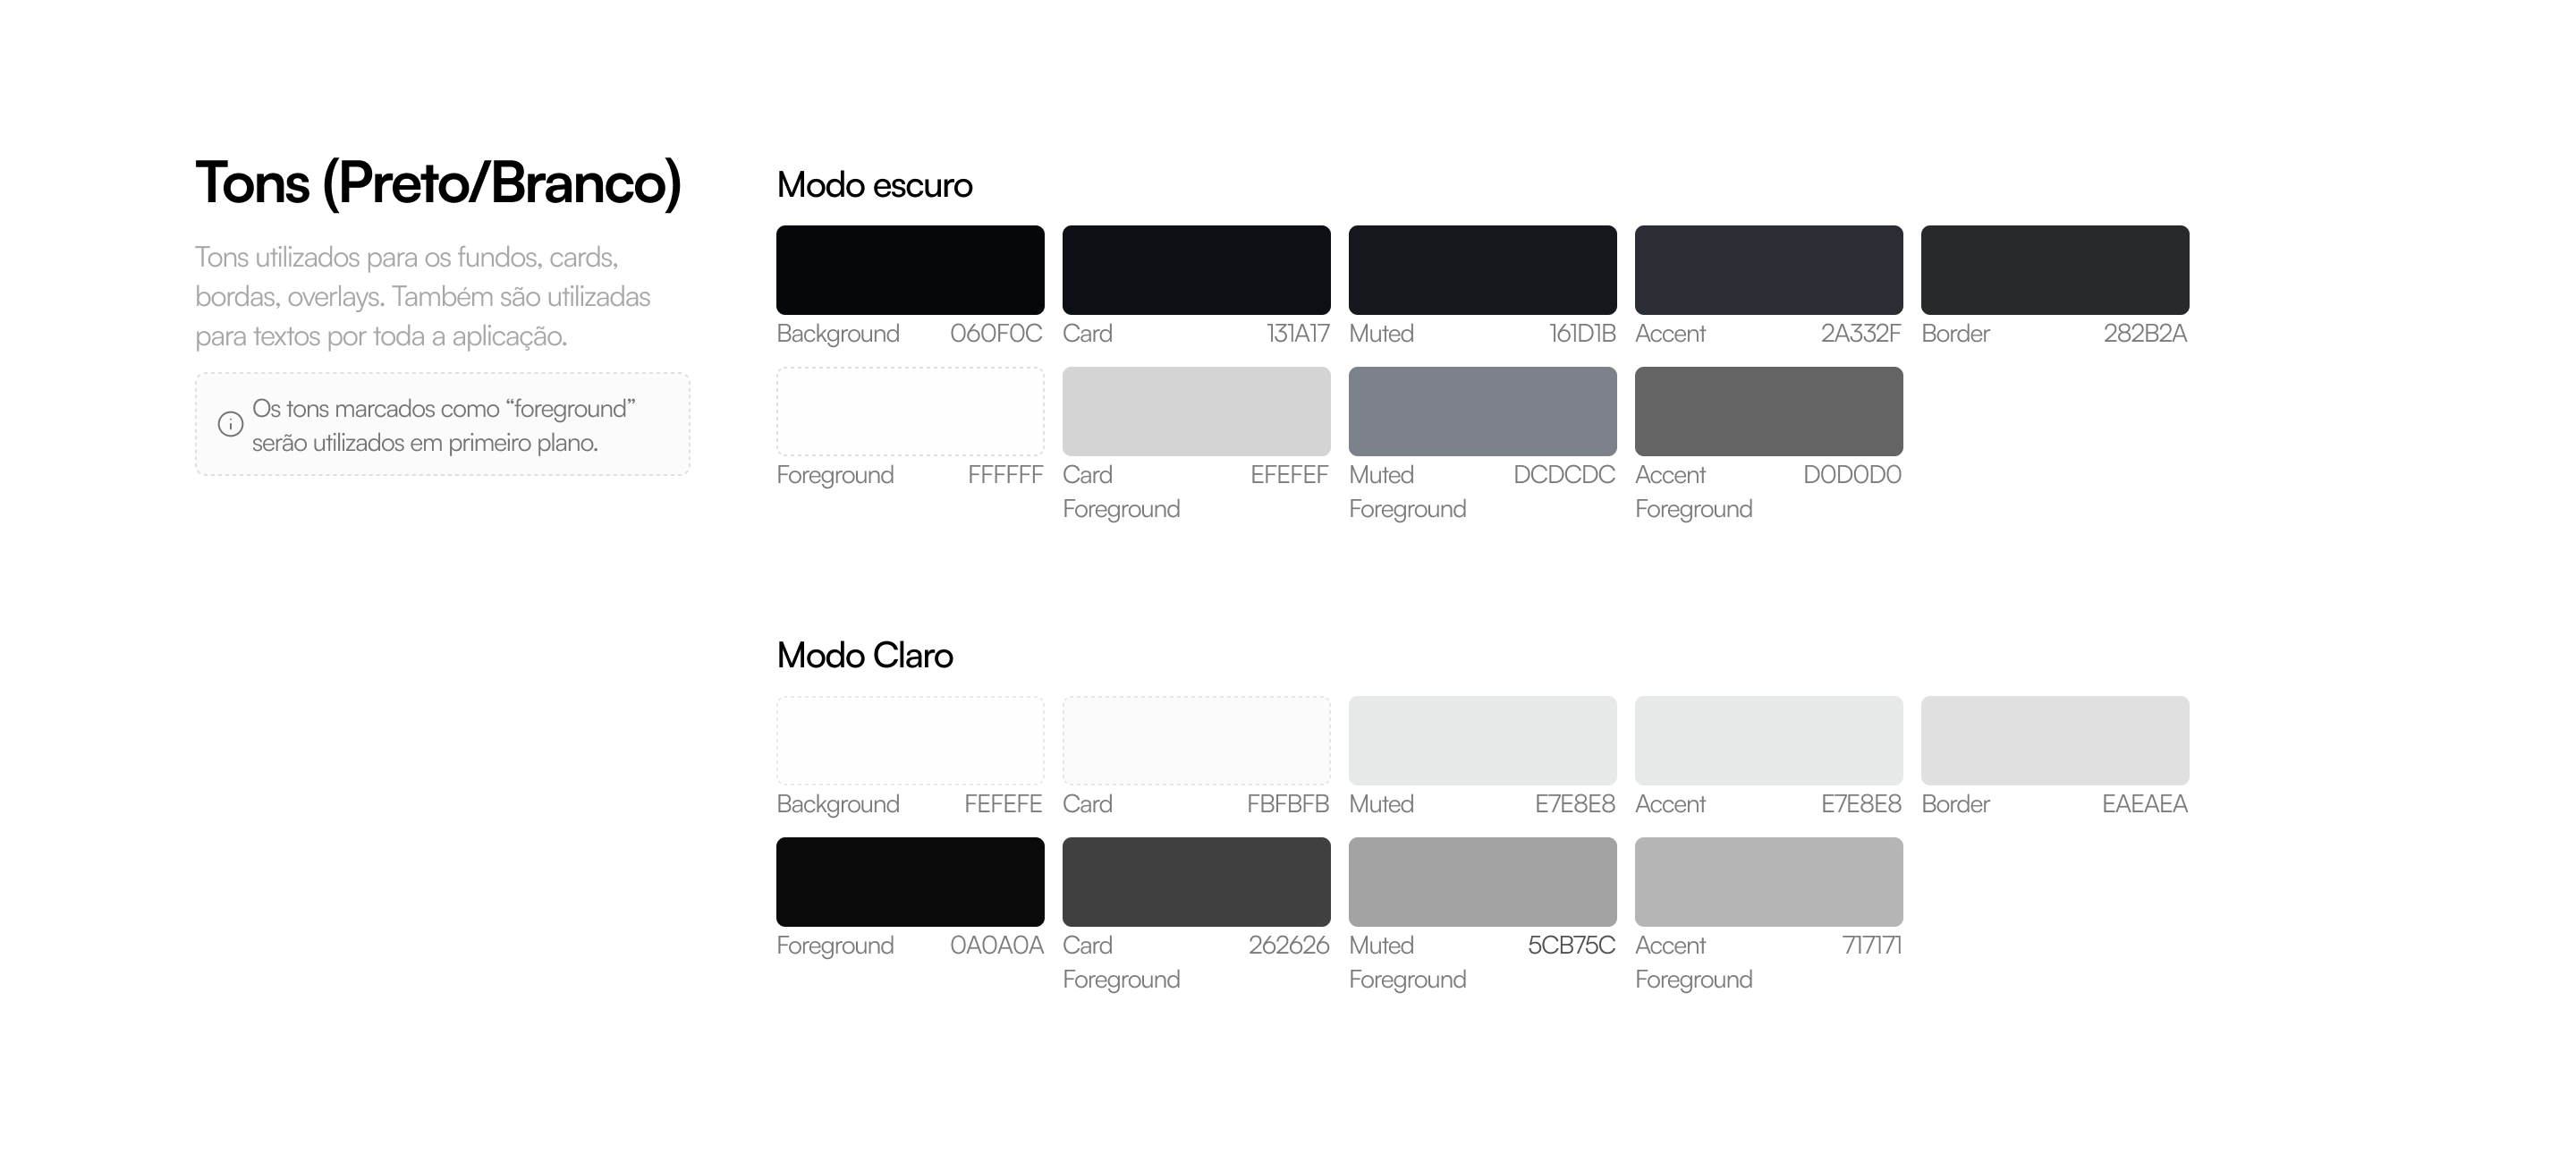 Tons (Preto/Branco)
Tons utilizados para os fundos, cards,
bordas, overlays. Também são utilizadas
para textos por toda a aplicação.
Os tons marcados como “foreground”
serão utilizados em primeiro plano.
Modo escuro
Background 060F0C Card 131A17 Muted 161D1B Accent 2A332F Border 282B2A
Foreground FFFFFF Card EFEFEF Muted DCDCDC Accent D0D0D0
Foreground Foreground Foreground
Modo Claro
Background FEFEFE Card FBFBFB Muted E7E8E8 Accent E7E8E8 Border EAEAEA
Foreground 0A0A0A Card 262626 Muted 5CB75C Accent 717171
Foreground Foreground Foreground